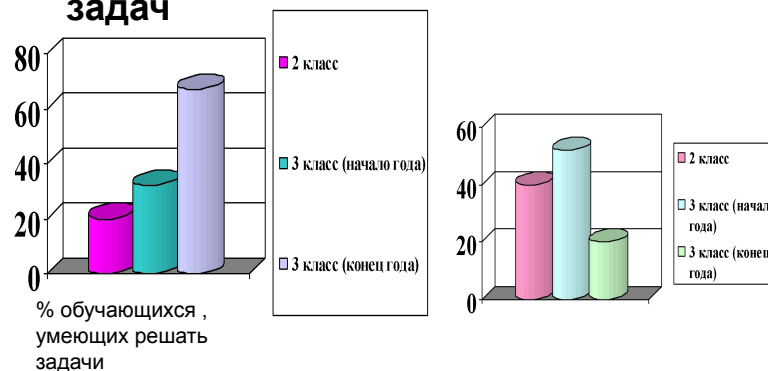 задач
80
60
40
20
0
2 класс
3 класс (начало года)
3 класс (конец года)
% обучающихся ,
умеющих решать
задачи
60
40
20
0
2 класс
3 класс (начал
года)
3 класс (конец
года)